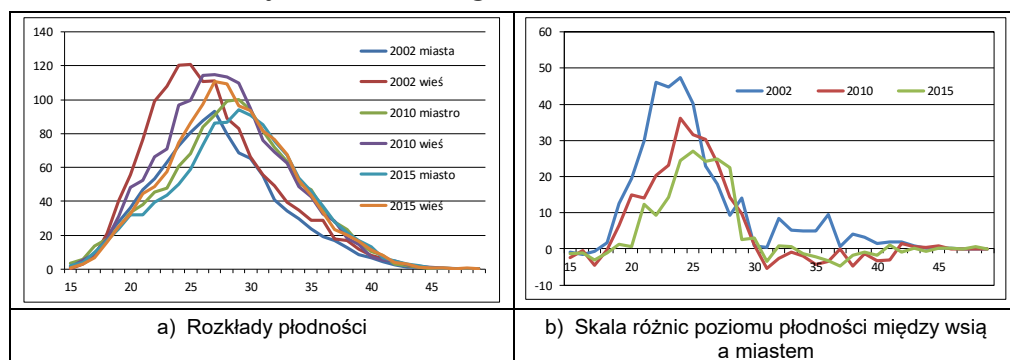 140
120
100
80
60
40
20
0
15 20 25 30 35 40 45
2002 miasta
2002 wieś
2010 miastro
2010 wieś
2015 miasto
2015 wieś
60
50
40
30
20
10
0
-10
15 20 25 30 35 40 45
2002 2010 2015
a) Rozkłady płodności
b) Skala różnic poziomu płodności między wsią
a miastem